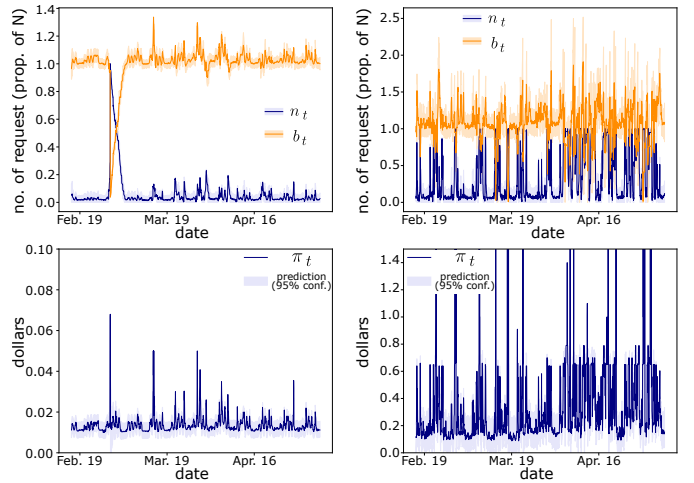 no. of request (prop. of N)
1.4
1.2
1.0
0.8
0.6
0.4
0.2
0.0
n t
b t
Feb. 19
Mar. 19
Apr. 16
date
no. of request (prop. of N)
2.5
2.0
1.5
1.0
0.5
0.0
n t
b t
Feb. 19
Mar. 19
Apr. 16
date
dollars
0.10
0.08
0.06
0.04
0.02
0.00
π t
prediction
(95% conf.)
Feb. 19
Mar. 19
Apr. 16
date
dollars
1.4
1.2
1.0
0.8
0.6
0.4
0.2
0.0
π t
prediction
(95% conf.)
Feb. 19
Mar. 19
Apr. 16
date